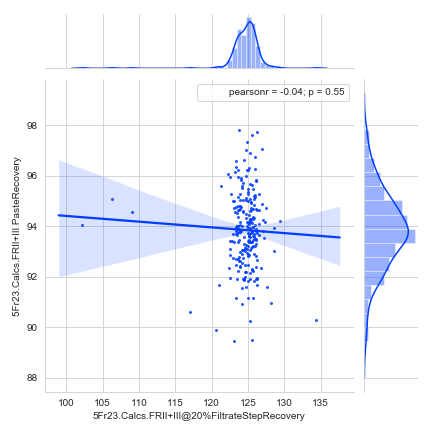 pearsonr = -0.04; p = 0.55
98
96
94
92
90
88
5Fr23.Calcs.FRII+III PasteRecovery
100 105 110 115 120 125 130 135
5Fr23.Calcs.FRII+III@20%FiltrateStepRecovery